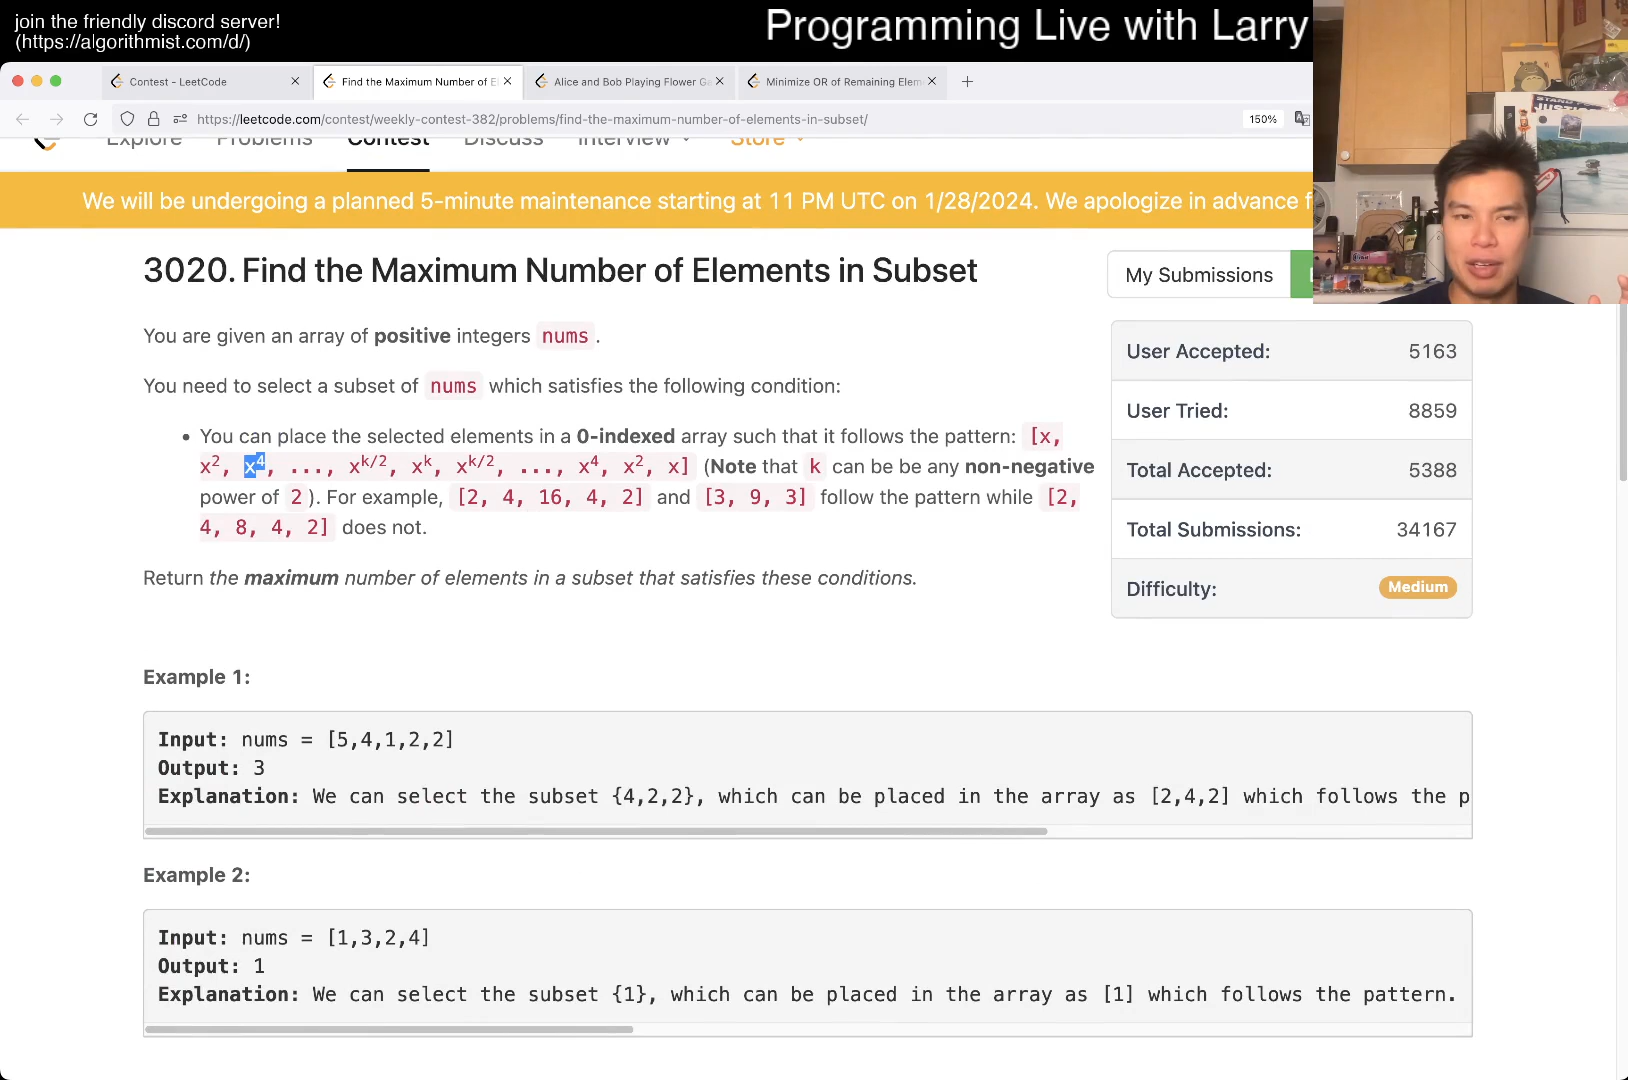 join the friendly discord server!
(https://algorithmist.com/d/)
Programming Live with Larry
Contest - LeetCode
Find the Maximum Number of E
Alice and Bob Playing Flower Ga
Minimize OR of Remaining Elem
https://leetcode.com/contest/weekly-contest-382/problems/find-the-maximum-number-of-elements-in-subset/
150%
Explore Problems Contest Discuss Interview Store
We will be undergoing a planned 5-minute maintenance starting at 11 PM UTC on 1/28/2024. We apologize in advance f
3020. Find the Maximum Number of Elements in Subset
My Submissions
You are given an array of positive integers nums .
You need to select a subset of nums which satisfies the following condition:
• You can place the selected elements in a 0-indexed array such that it follows the pattern: [x,
x², x⁴, ..., xᵏ/², xᵏ, xᵏ/², ..., x⁴, x², x] (Note that k can be be any non-negative
power of 2 ). For example, [2, 4, 16, 4, 2] and [3, 9, 3] follow the pattern while [2,
4, 8, 4, 2] does not.
Return the maximum number of elements in a subset that satisfies these conditions.
User Accepted: 5163
User Tried: 8859
Total Accepted: 5388
Total Submissions: 34167
Difficulty: Medium
Example 1:
Input: nums = [5,4,1,2,2]
Output: 3
Explanation: We can select the subset {4,2,2}, which can be placed in the array as [2,4,2] which follows the p
Example 2:
Input: nums = [1,3,2,4]
Output: 1
Explanation: We can select the subset {1}, which can be placed in the array as [1] which follows the pattern.